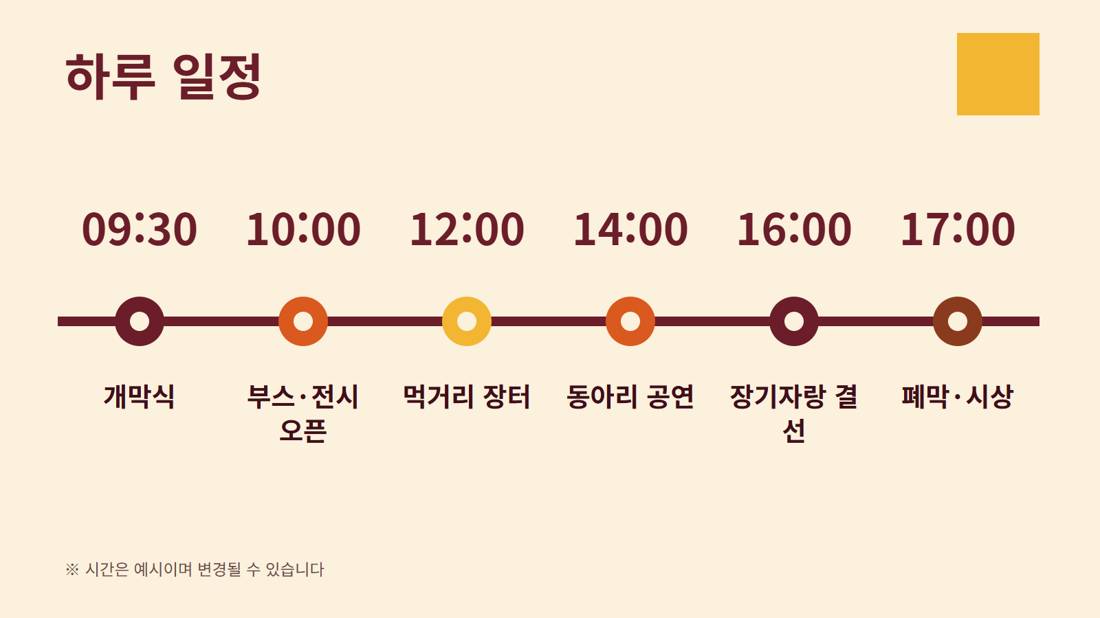 하루 일정
09:30
10:00
12:00
14:00
16:00
17:00
개막식
부스·전시
오픈
먹거리 장터
동아리 공연
장기자랑 결
선
폐막·시상
※ 시간은 예시이며 변경될 수 있습니다